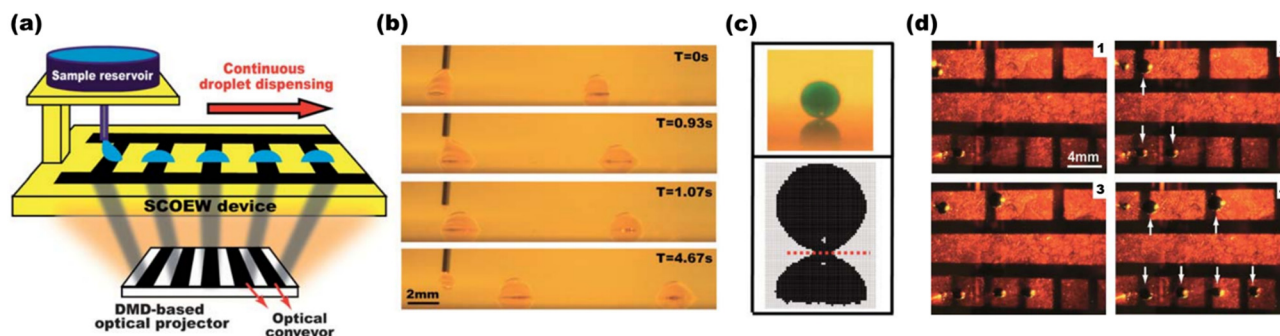 (a)
Sample reservoir
Continuous
droplet dispensing
SCOEW device
DMD-based
optical projector
Optical
conveyor
(b)
T=0s
T=0.93s
T=1.07s
T=4.67s
2mm
(c)
(d)
1
4mm
3